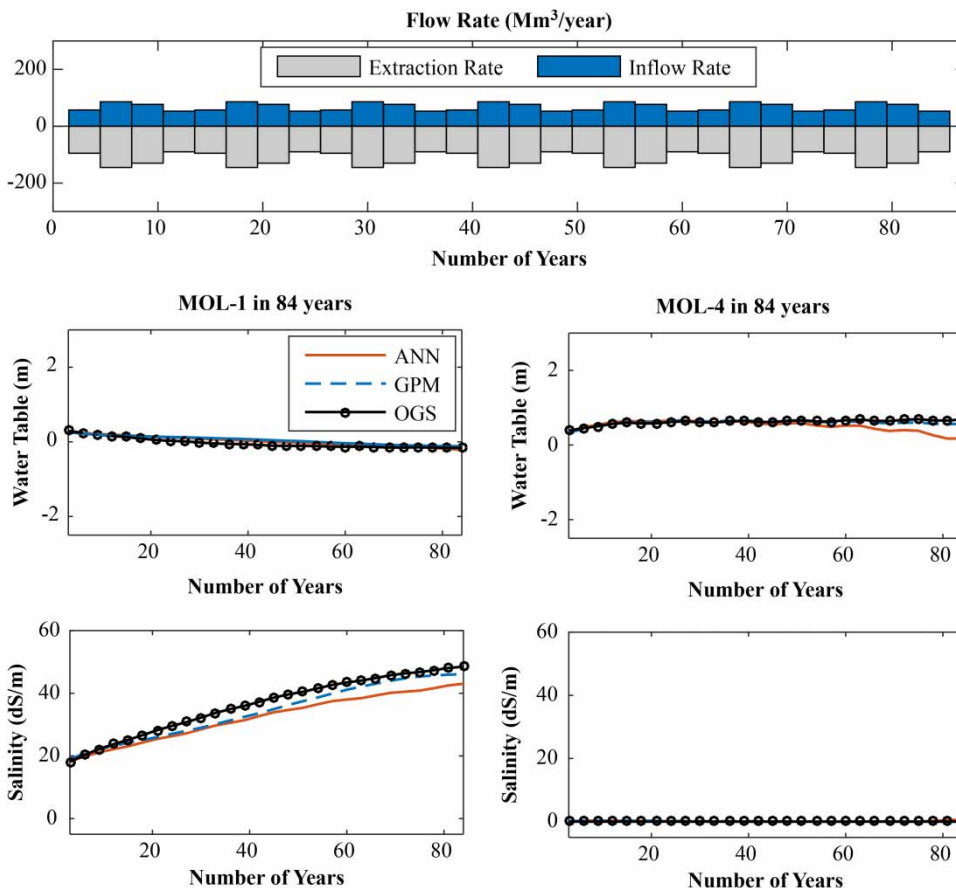 Flow Rate (Mm³/year)
Extraction Rate
Inflow Rate
200
0
-200
0
10
20
30
40
50
60
70
80
Number of Years
MOL-1 in 84 years
MOL-4 in 84 years
Water Table (m)
2
0
-2
ANN
GPM
OGS
20
40
60
80
Number of Years
Water Table (m)
2
0
-2
20
40
60
80
Number of Years
Salinity (dS/m)
60
40
20
0
20
40
60
80
Number of Years
Salinity (dS/m)
60
40
20
0
20
40
60
80
Number of Years